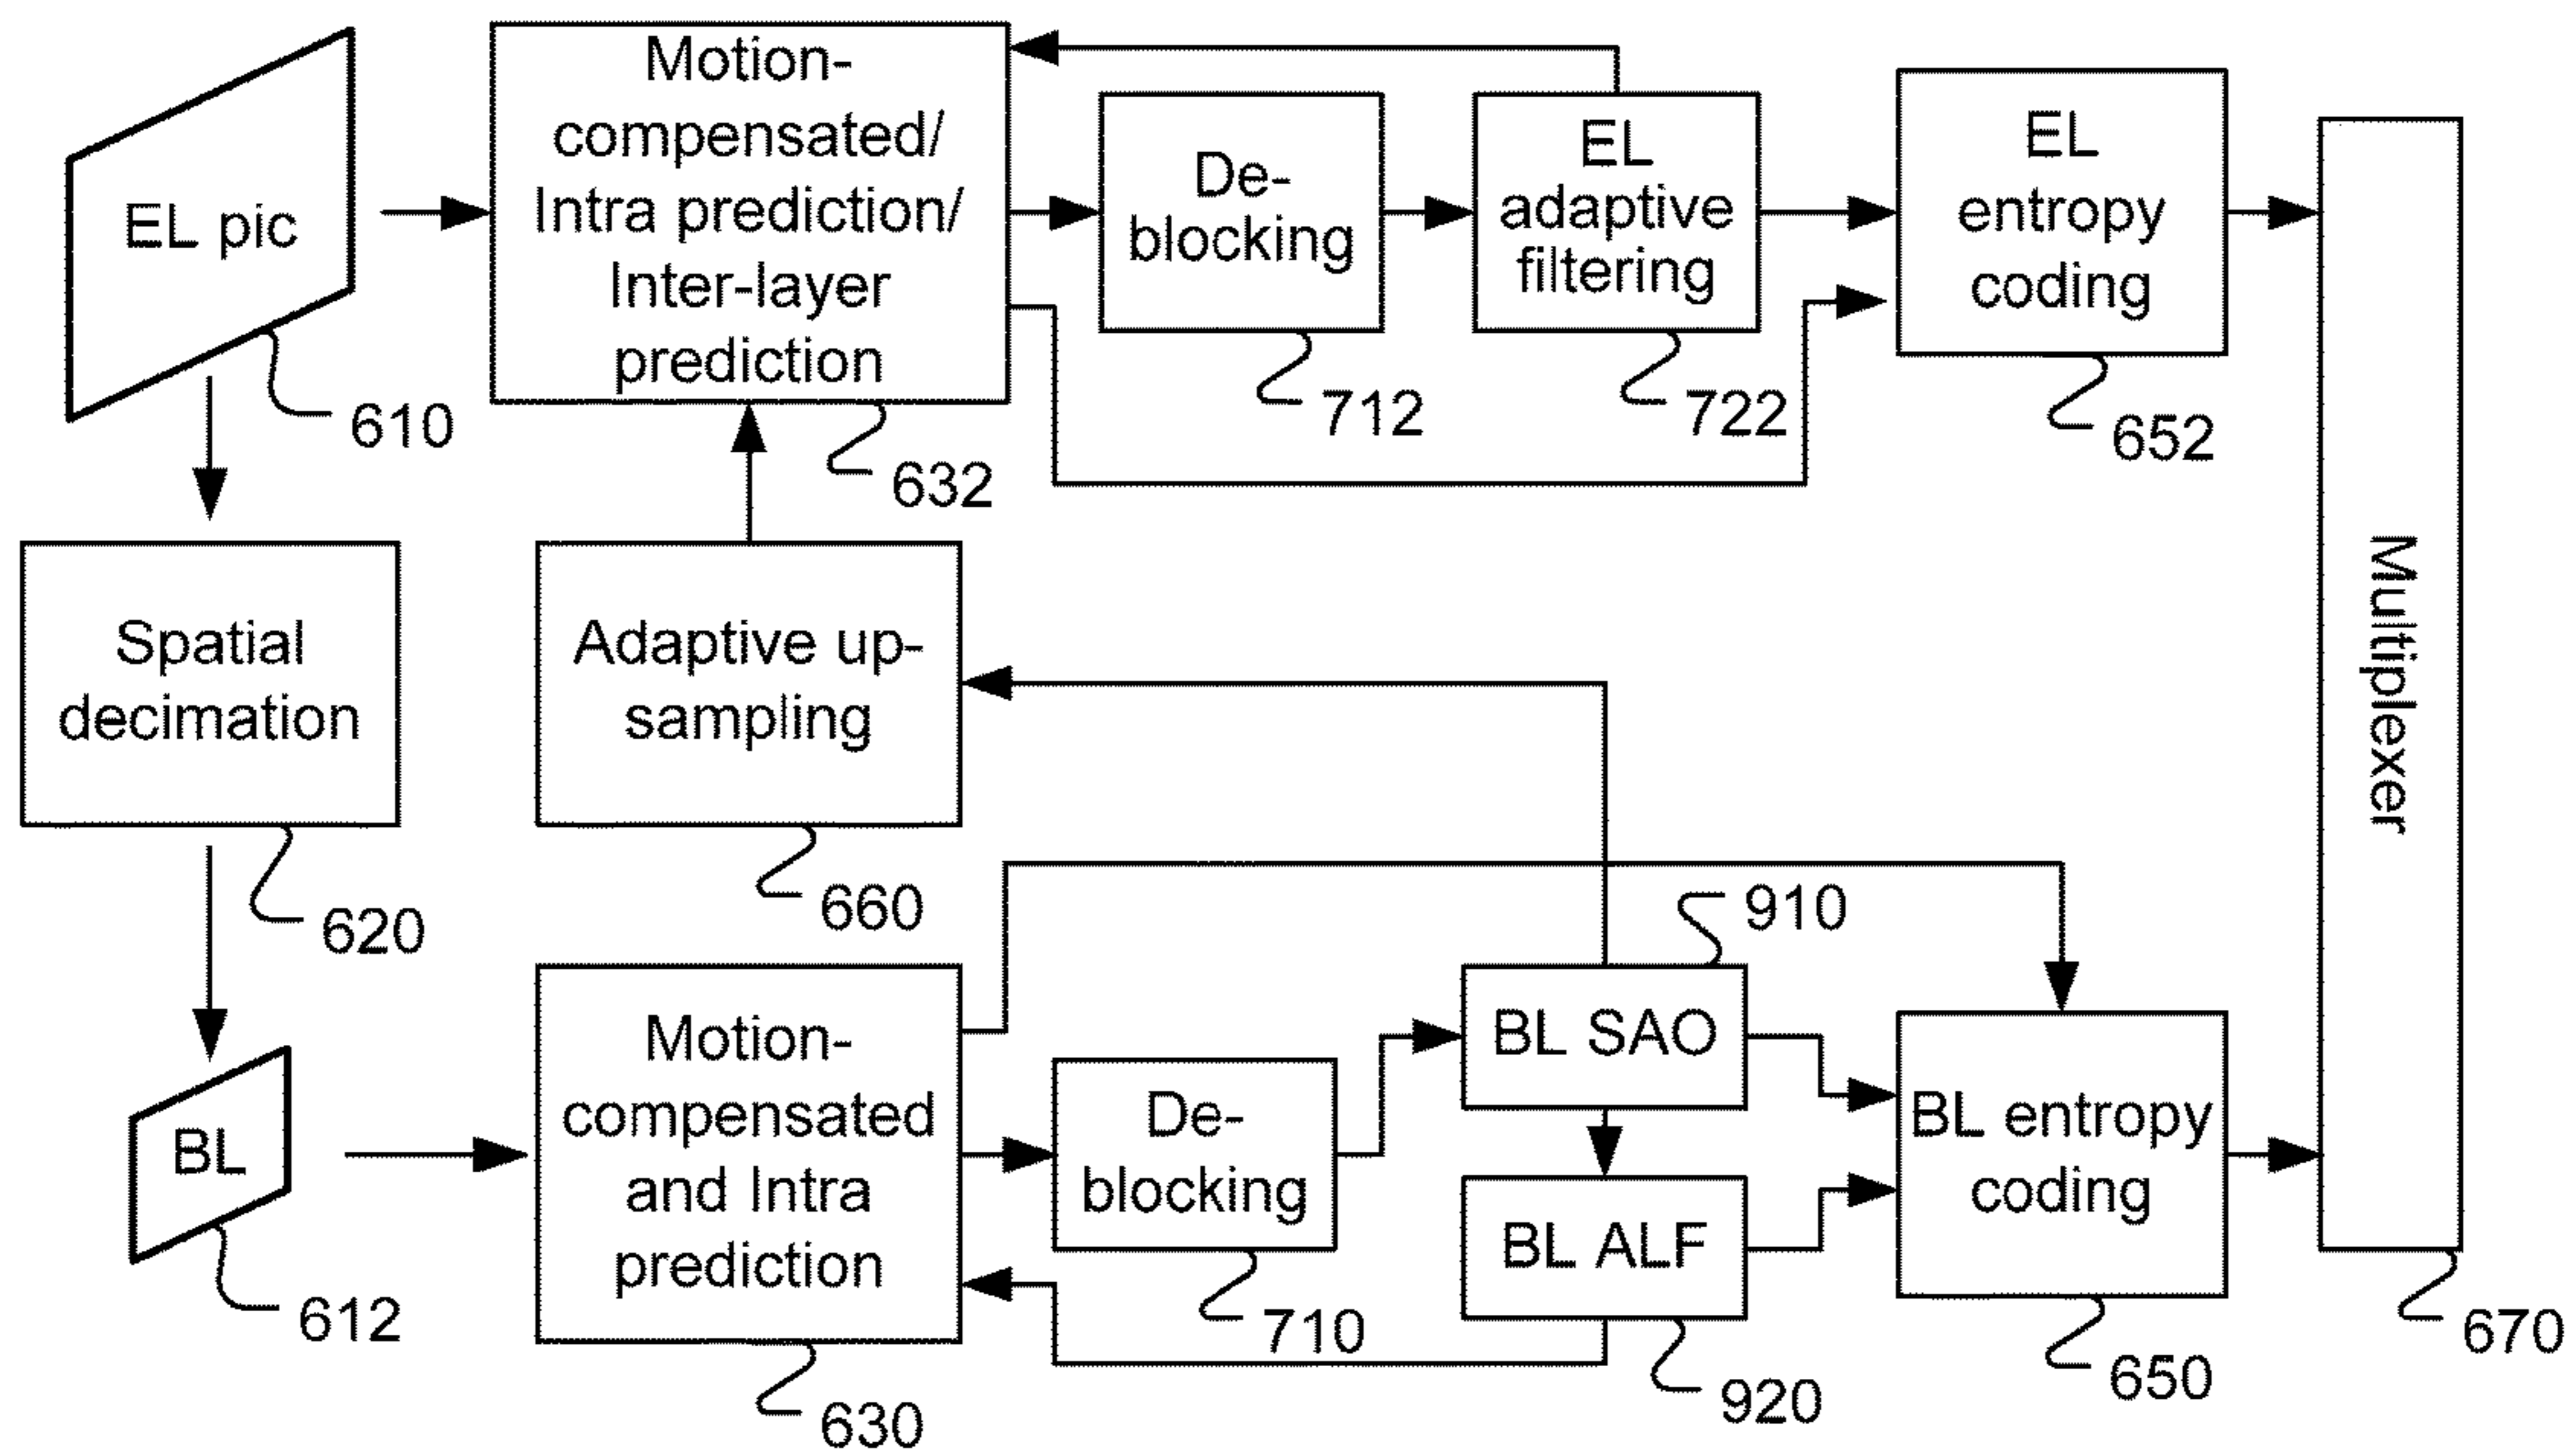 EL pic
610
Motion-
compensated/
Intra prediction/
Inter-layer
prediction
632
De-
blocking
712
EL
adaptive
filtering
722
EL
entropy
coding
652
Multiplexer
670
Spatial
decimation
620
Adaptive up-
sampling
660
BL
612
Motion-
compensated
and Intra
prediction
630
De-
blocking
710
BL SAO
910
BL ALF
920
BL entropy
coding
650